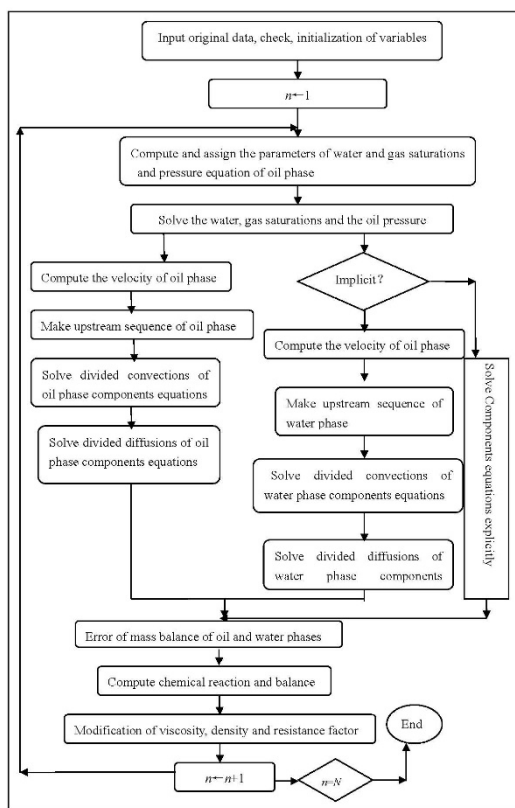 Input original data, check, initialization of variables
n←1
Compute and assign the parameters of water and gas saturations
and pressure equation of oil phase
Solve the water, gas saturations and the oil pressure
Compute the velocity of oil phase
Make upstream sequence of oil phase
Solve divided convections of
oil phase components equations
Solve divided diffusions of oil
phase components equations
Implicit?
Compute the velocity of oil phase
Make upstream sequence of
water phase
Solve divided convections of
water phase components equations
Solve divided diffusions of
water phase components
Solve Components equations explicitly
Error of mass balance of oil and water phases
Compute chemical reaction and balance
Modification of viscosity, density and resistance factor
n←n+1
n=N
End